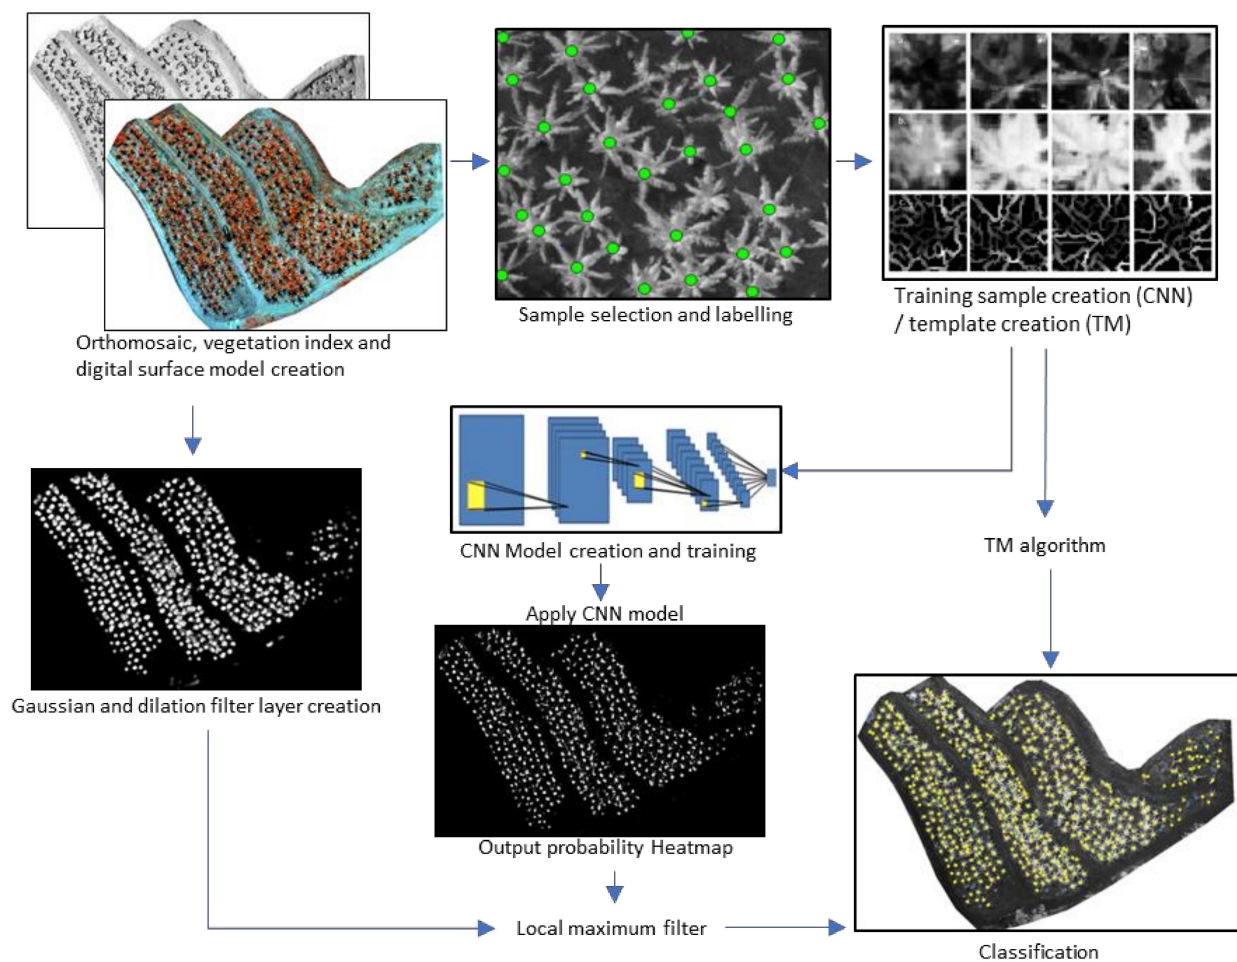 Orthomosaic, vegetation index and
digital surface model creation
Sample selection and labelling
Training sample creation (CNN)
/ template creation (TM)
CNN Model creation and training
TM algorithm
Apply CNN model
Gaussian and dilation filter layer creation
Output probability Heatmap
Local maximum filter
Classification